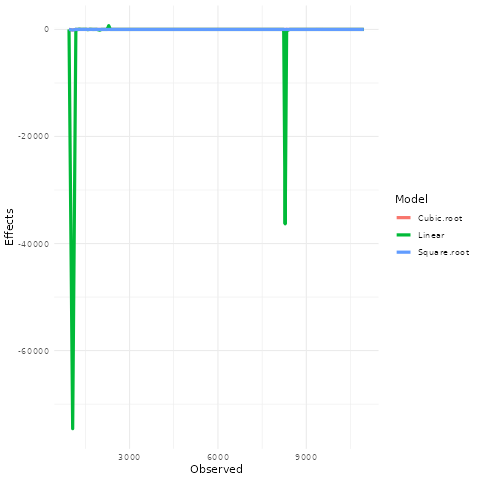 0
-20000
-40000
-60000
Effects
3000 6000 9000
Observed
Model
Cubic.root
Linear
Square.root